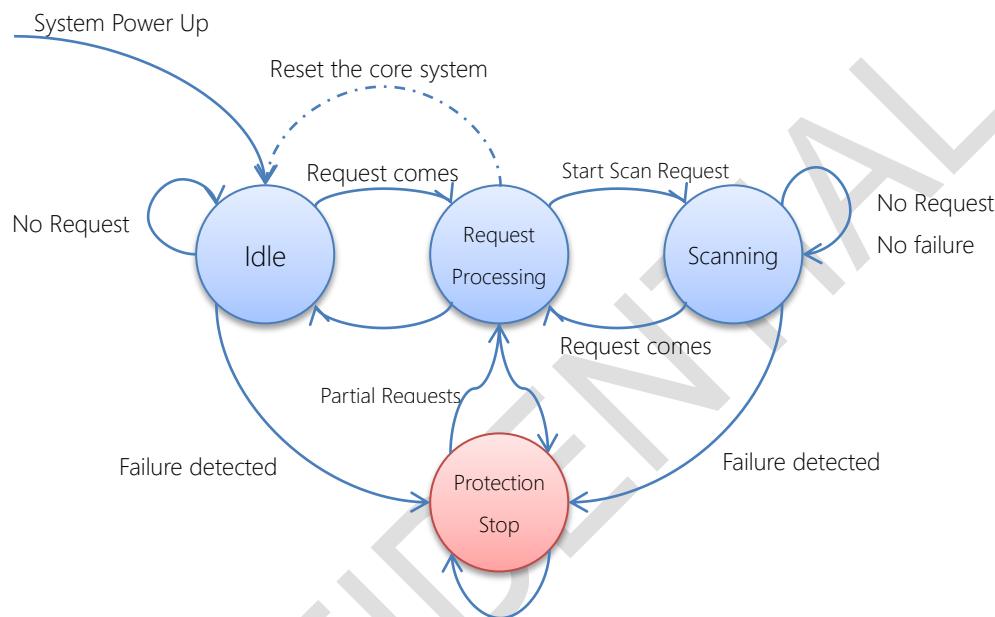 System Power Up
Reset the core system
Request comes
Start Scan Request
No Request
No Request
No failure
Idle
Request
Processing
Scanning
Request comes
Partial Requests
Failure detected
Failure detected
Protection
Stop
IDENTIAL